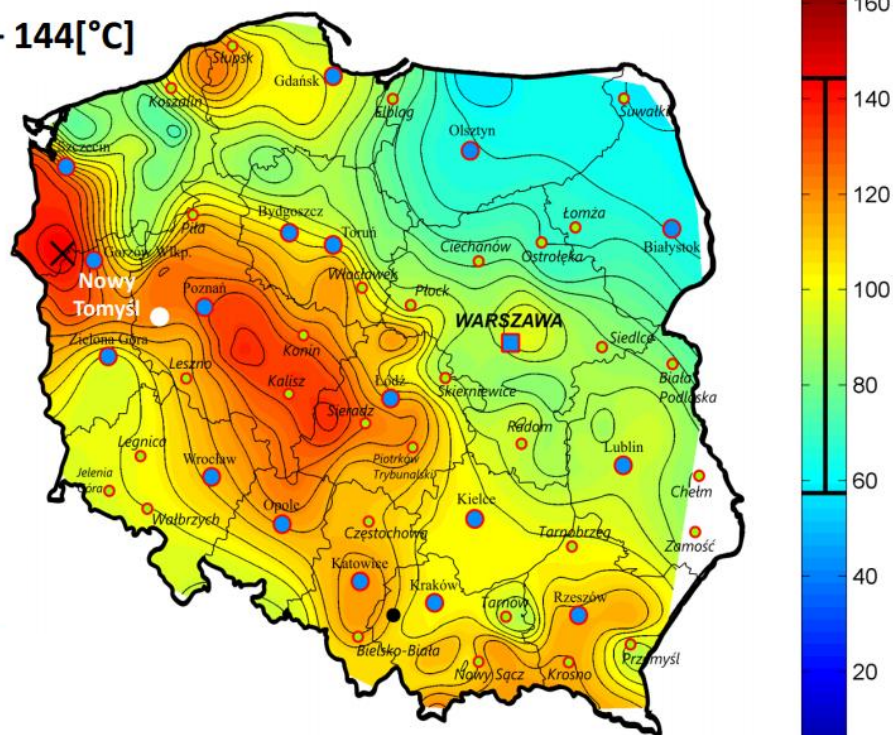 - 144[°C]
Słupsk
Gdańsk
Koszalin
Elbląg
Suwałki
Olsztyn
Szczecin
Piła
Bydgoszcz
Toruń
Łomża
Ciechanów
Ostrołęka
Białystok
Gorzów Wlkp.
Włocławek
Nowy
Tomyśl
Poznań
Płock
WARSZAWA
Siedlce
Konin
Zielona Góra
Leszno
Kalisz
Łódź
Skierniewice
Biała
Podlaska
Sieradz
Radom
Legnica
Wrocław
Piotrków
Trybunalski
Lublin
Jelenia
Góra
Chełm
Wałbrzych
Opole
Częstochowa
Kielce
Tarnobrzeg
Zamość
Katowice
Kraków
Tarnów
Rzeszów
Bielsko-Biała
Nowy Sącz
Krosno
Przemyśl
160
140
120
100
80
60
40
20